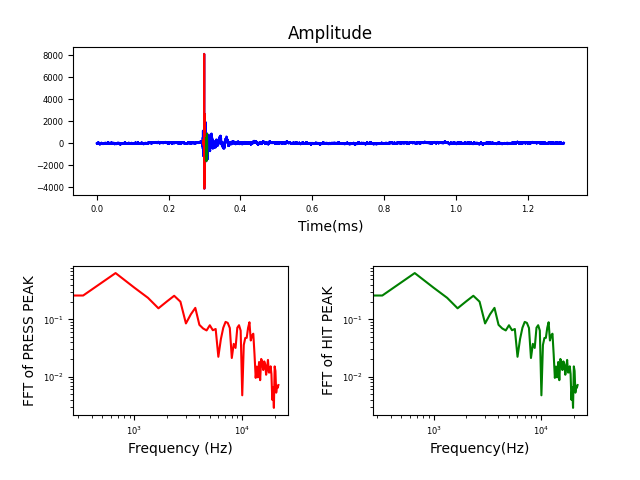 Amplitude
8000
6000
4000
2000
0
−2000
−4000
0.0 0.2 0.4 0.6 0.8 1.0 1.2
Time(ms)
FFT of PRESS PEAK
10⁻¹
10⁻²
10³ 10⁴
Frequency (Hz)
FFT of HIT PEAK
10⁻¹
10⁻²
10³ 10⁴
Frequency(Hz)